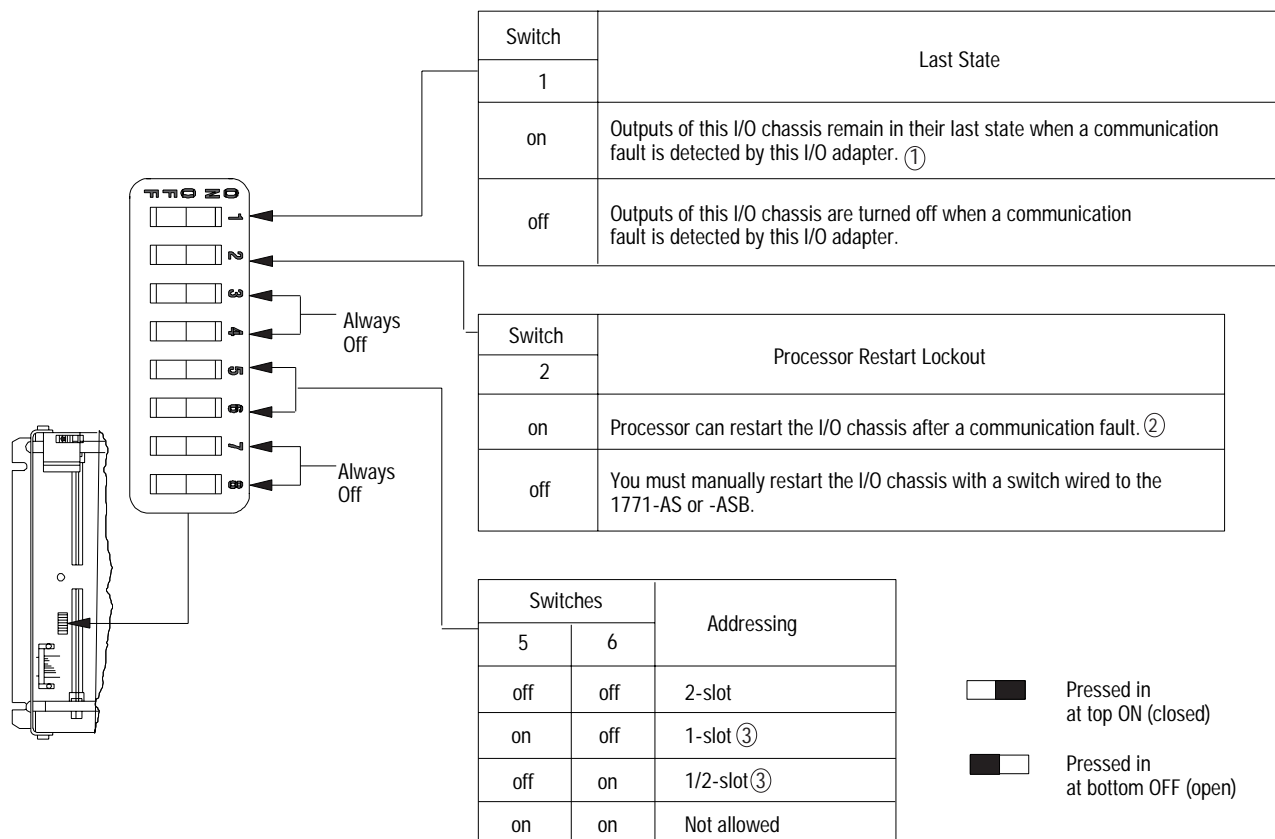 Switch
1
Last State
on
Outputs of this I/O chassis remain in their last state when a communication
fault is detected by this I/O adapter. ①
off
Outputs of this I/O chassis are turned off when a communication
fault is detected by this I/O adapter.
ON OFF
1
2
3
4
5
6
7
8
Always
Off
Always
Off
Switch
2
Processor Restart Lockout
on
Processor can restart the I/O chassis after a communication fault. ②
off
You must manually restart the I/O chassis with a switch wired to the
1771-AS or -ASB.
Switches
5 6
Addressing
off off 2-slot
on off 1-slot ③
off on 1/2-slot ③
on on Not allowed
Pressed in
at top ON (closed)
Pressed in
at bottom OFF (open)